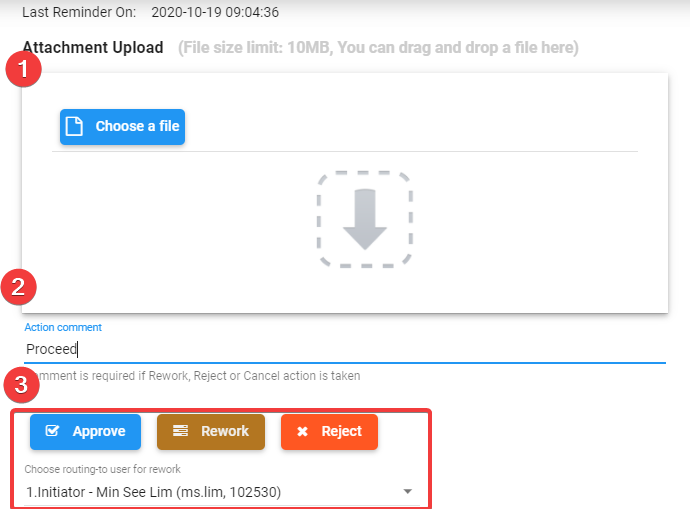 Last Reminder On: 2020-10-19 09:04:36
Attachment Upload (File size limit: 10MB, You can drag and drop a file here)
1
Choose a file
2
Action comment
Proceed
omment is required if Rework, Reject or Cancel action is taken
3
Approve Rework Reject
Choose routing-to user for rework
1.Initiator - Min See Lim (ms.lim, 102530)